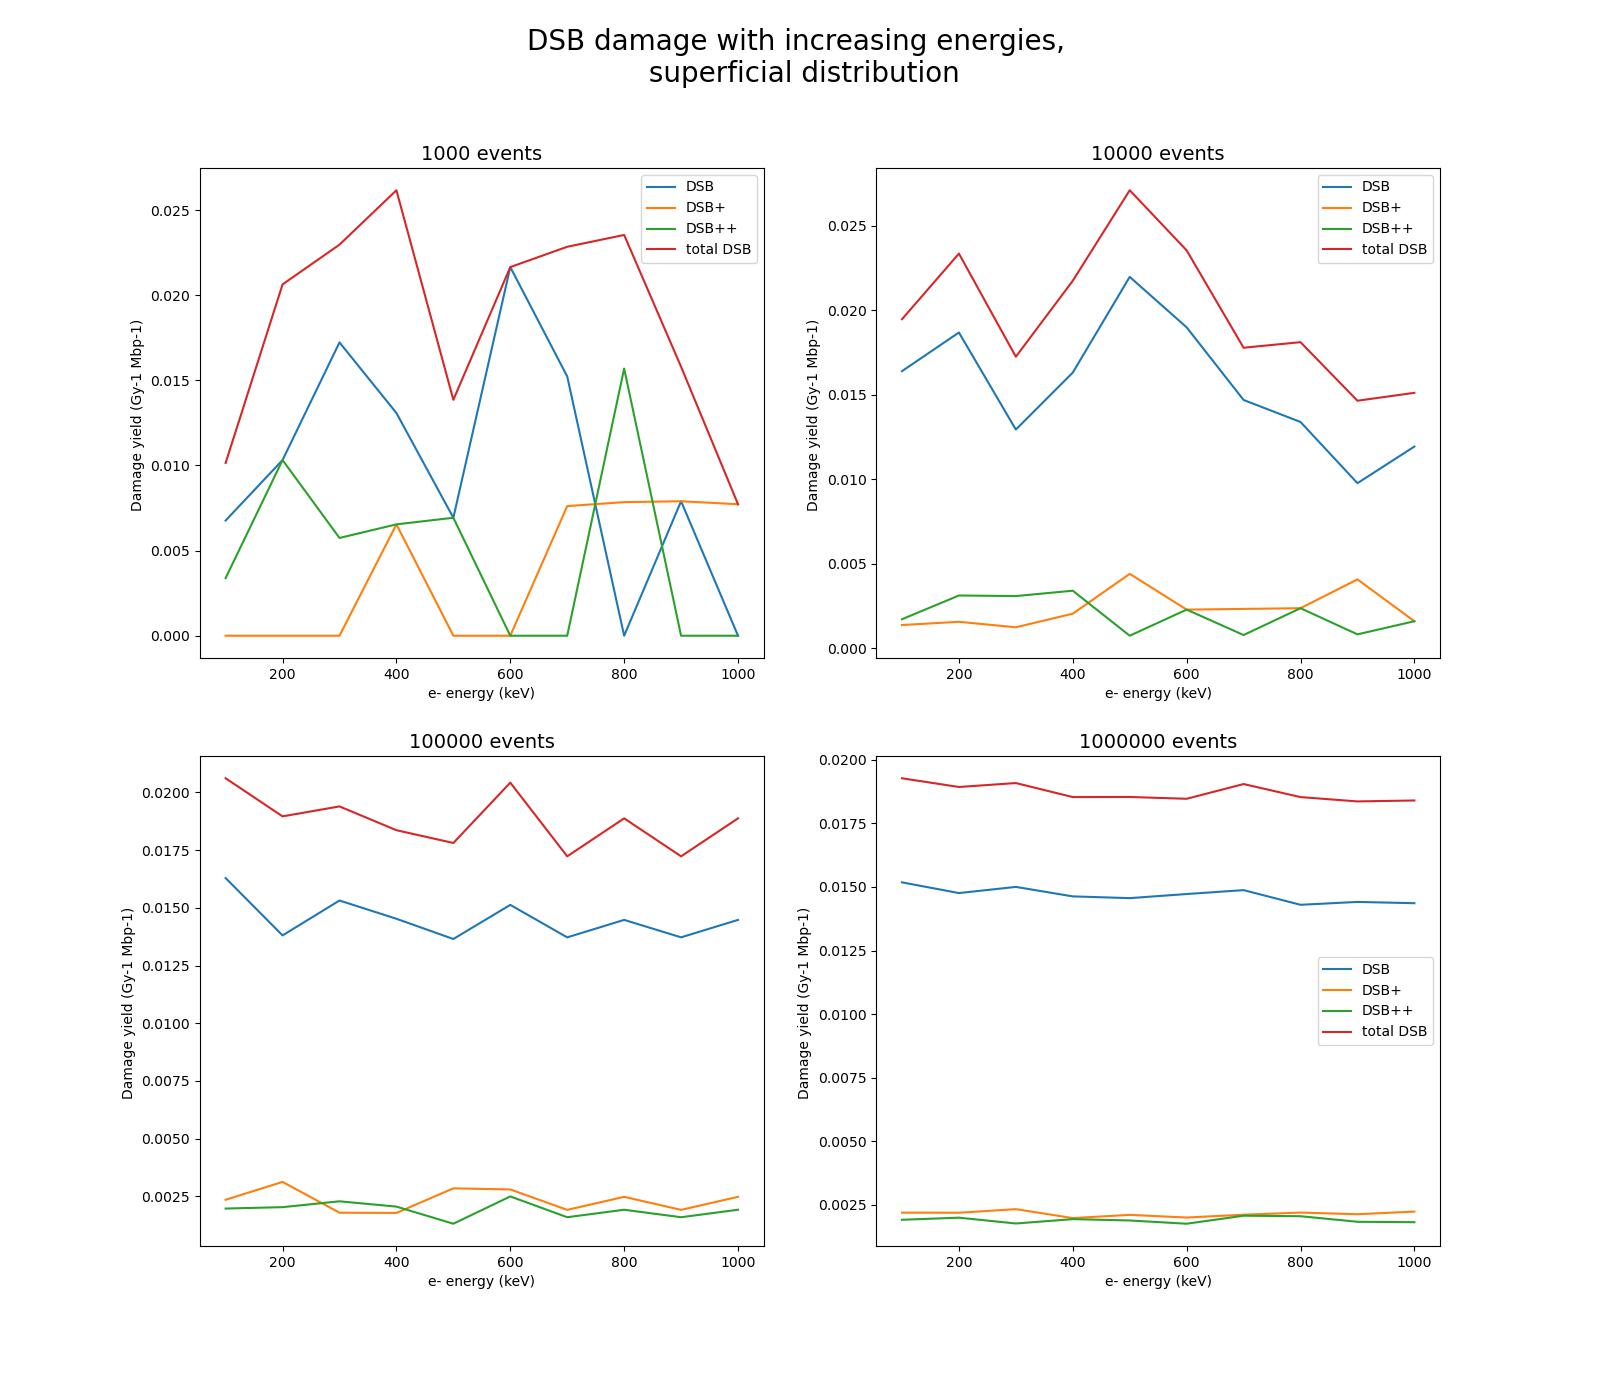 DSB damage with increasing energies,
superficial distribution
1000 events
DSB
DSB+
DSB++
total DSB
0.025
0.020
0.015
0.010
0.005
0.000
Damage yield (Gy-1 Mbp-1)
200 400 600 800 1000
e- energy (keV)
10000 events
DSB
DSB+
DSB++
total DSB
0.025
0.020
0.015
0.010
0.005
0.000
Damage yield (Gy-1 Mbp-1)
200 400 600 800 1000
e- energy (keV)
100000 events
0.0200
0.0175
0.0150
0.0125
0.0100
0.0075
0.0050
0.0025
Damage yield (Gy-1 Mbp-1)
200 400 600 800 1000
e- energy (keV)
1000000 events
0.0200
0.0175
0.0150
0.0125
0.0100
0.0075
0.0050
0.0025
Damage yield (Gy-1 Mbp-1)
DSB
DSB+
DSB++
total DSB
200 400 600 800 1000
e- energy (keV)